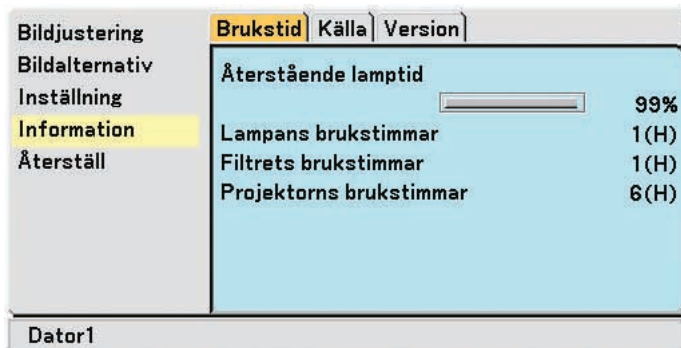 Bildjustering
Bildalternativ
Inställning
Information
Återställ
Brukstid Källa Version
Återstående lamptid
99%
Lampans brukstimmar 1(H)
Filtrets brukstimmar 1(H)
Projektorns brukstimmar 6(H)
Dator1